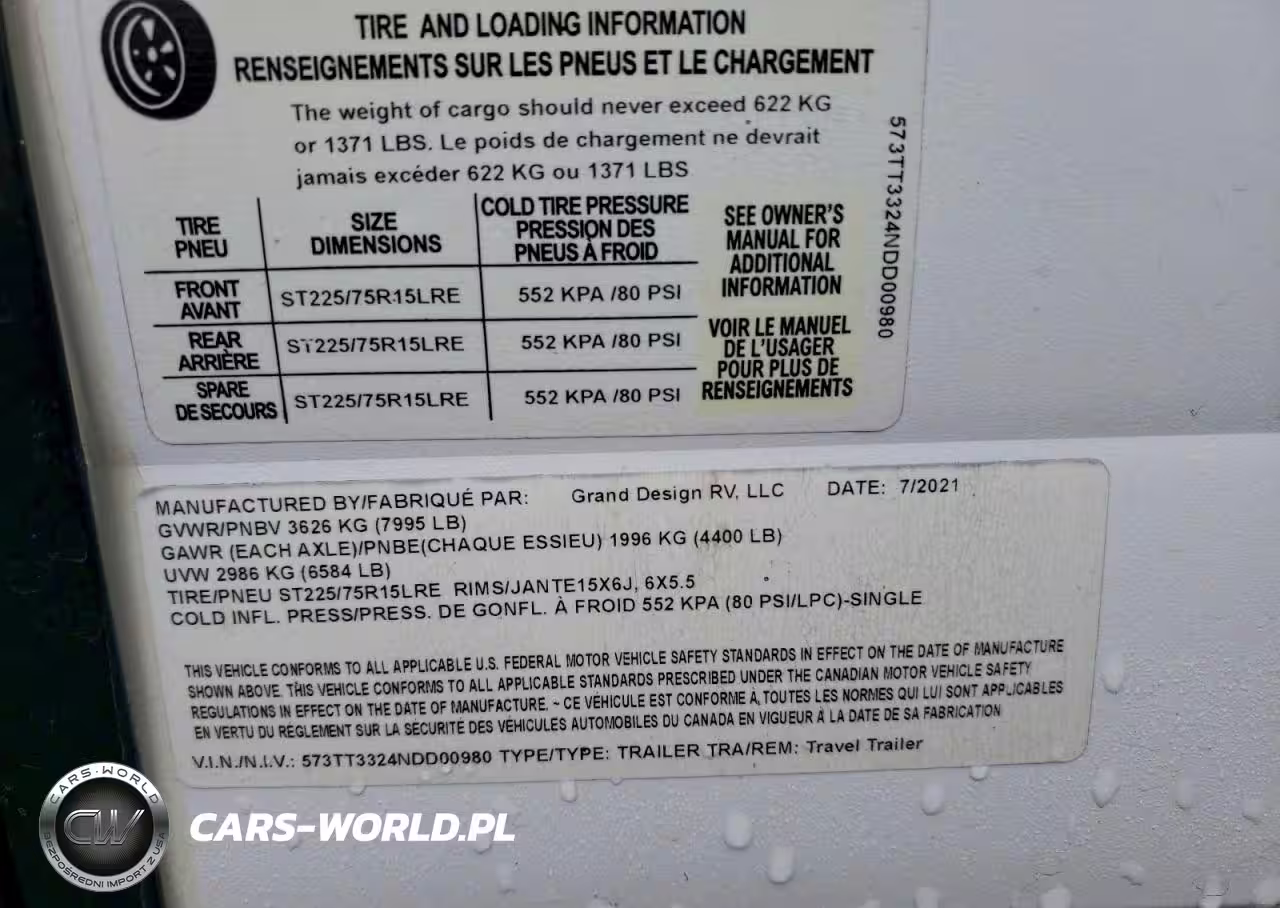 TIRE AND LOADING INFORMATION
RENSEIGNEMENTS SUR LES PNEUS ET LE CHARGEMENT
The weight of cargo should never exceed 622 KG
or 1371 LBS. Le poids de chargement ne devrait
jamais excéder 622 KG ou 1371 LBS
TIRE
PNEU
SIZE
DIMENSIONS
COLD TIRE PRESSURE
PRESSION DES
PNEUS À FROID
FRONT
AVANT
ST225/75R15LRE
552 KPA /80 PSI
REAR
ARRIÈRE
ST225/75R15LRE
552 KPA /80 PSI
SPARE
DE SECOURS
ST225/75R15LRE
552 KPA /80 PSI
SEE OWNER'S
MANUAL FOR
ADDITIONAL
INFORMATION
VOIR LE MANUEL
DE L'USAGER
POUR PLUS DE
RENSEIGNEMENTS
573TT3324NDD00980
MANUFACTURED BY/FABRIQUÉ PAR: Grand Design RV, LLC DATE: 7/2021
GVWR/PNBV 3626 KG (7995 LB)
GAWR (EACH AXLE)/PNBE(CHAQUE ESSIEU) 1996 KG (4400 LB)
UVW 2986 KG (6584 LB)
TIRE/PNEU ST225/75R15LRE RIMS/JANTE15X6J, 6X5.5
COLD INFL. PRESS/PRESS. DE GONFL. À FROID 552 KPA (80 PSI/LPC)-SINGLE
THIS VEHICLE CONFORMS TO ALL APPLICABLE U.S. FEDERAL MOTOR VEHICLE SAFETY STANDARDS IN EFFECT ON THE DATE OF MANUFACTURE
SHOWN ABOVE. THIS VEHICLE CONFORMS TO ALL APPLICABLE STANDARDS PRESCRIBED UNDER THE CANADIAN MOTOR VEHICLE SAFETY
REGULATIONS IN EFFECT ON THE DATE OF MANUFACTURE. ~ CE VÉHICULE EST CONFORME À TOUTES LES NORMES QUI LUI SONT APPLICABLES
EN VERTU DU RÈGLEMENT SUR LA SÉCURITÉ DES VÉHICULES AUTOMOBILES DU CANADA EN VIGUEUR À LA DATE DE SA FABRICATION
V.I.N./N.I.V.: 573TT3324NDD00980 TYPE/TYPE: TRAILER TRA/REM: Travel Trailer
CARS-WORLD
CW
BEZPOŚREDNI IMPORT Z USA
CARS-WORLD.PL